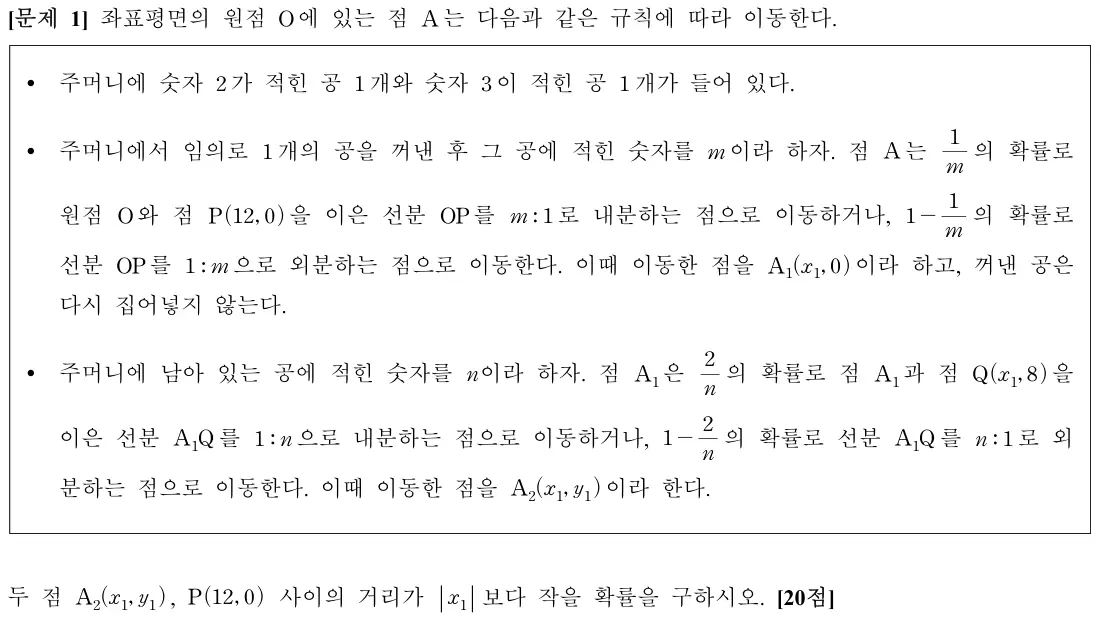 [문제 1] 좌표평면의 원점 O에 있는 점 A는 다음과 같은 규칙에 따라 이동한다.
• 주머니에 숫자 2가 적힌 공 1개와 숫자 3이 적힌 공 1개가 들어 있다.
• 주머니에서 임의로 1개의 공을 꺼낸 후 그 공에 적힌 숫자를 m이라 하자. 점 A는 1/m의 확률로
원점 O와 점 P(12, 0)을 이은 선분 OP를 m:1로 내분하는 점으로 이동하거나, 1-1/m의 확률로
선분 OP를 1:m으로 외분하는 점으로 이동한다. 이때 이동한 점을 A₁(x₁, 0)이라 하고, 꺼낸 공은
다시 집어넣지 않는다.
• 주머니에 남아 있는 공에 적힌 숫자를 n이라 하자. 점 A₁은 2/n의 확률로 점 A₁과 점 Q(x₁, 8)을
이은 선분 A₁Q를 1:n으로 내분하는 점으로 이동하거나, 1-2/n의 확률로 선분 A₁Q를 n:1로 외
분하는 점으로 이동한다. 이때 이동한 점을 A₂(x₁, y₁)이라 한다.
두 점 A₂(x₁, y₁), P(12, 0) 사이의 거리가 |x₁|보다 작을 확률을 구하시오. [20점]